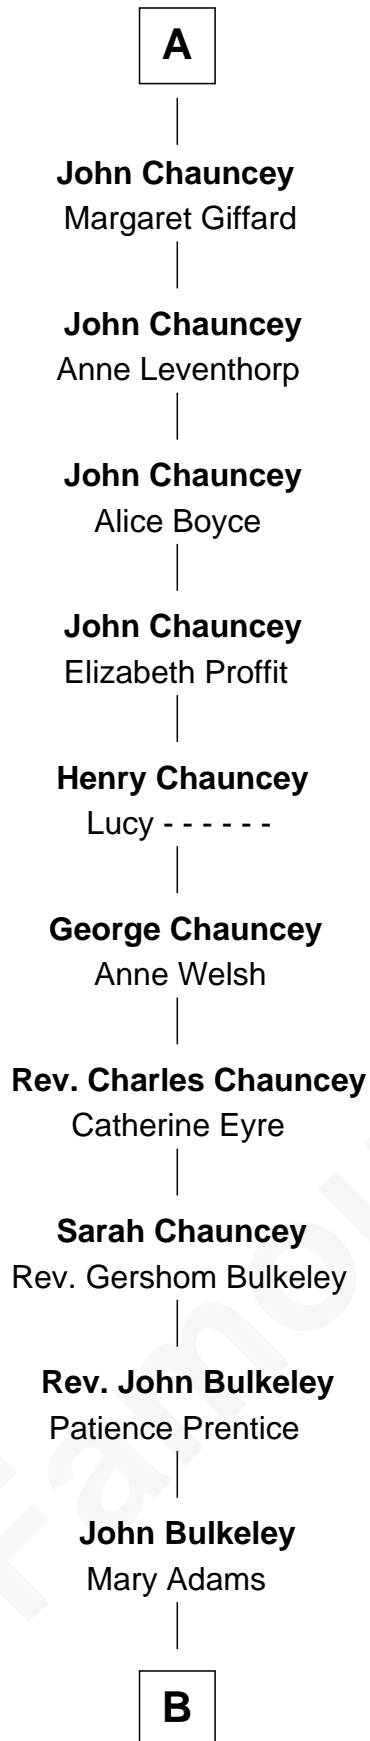 A
John Chauncey
Margaret Giffard
John Chauncey
Anne Leventhorp
John Chauncey
Alice Boyce
John Chauncey
Elizabeth Proffit
Henry Chauncey
Lucy - - - - - -
George Chauncey
Anne Welsh
Rev. Charles Chauncey
Catherine Eyre
Sarah Chauncey
Rev. Gershom Bulkeley
Rev. John Bulkeley
Patience Prentice
John Bulkeley
Mary Adams
B